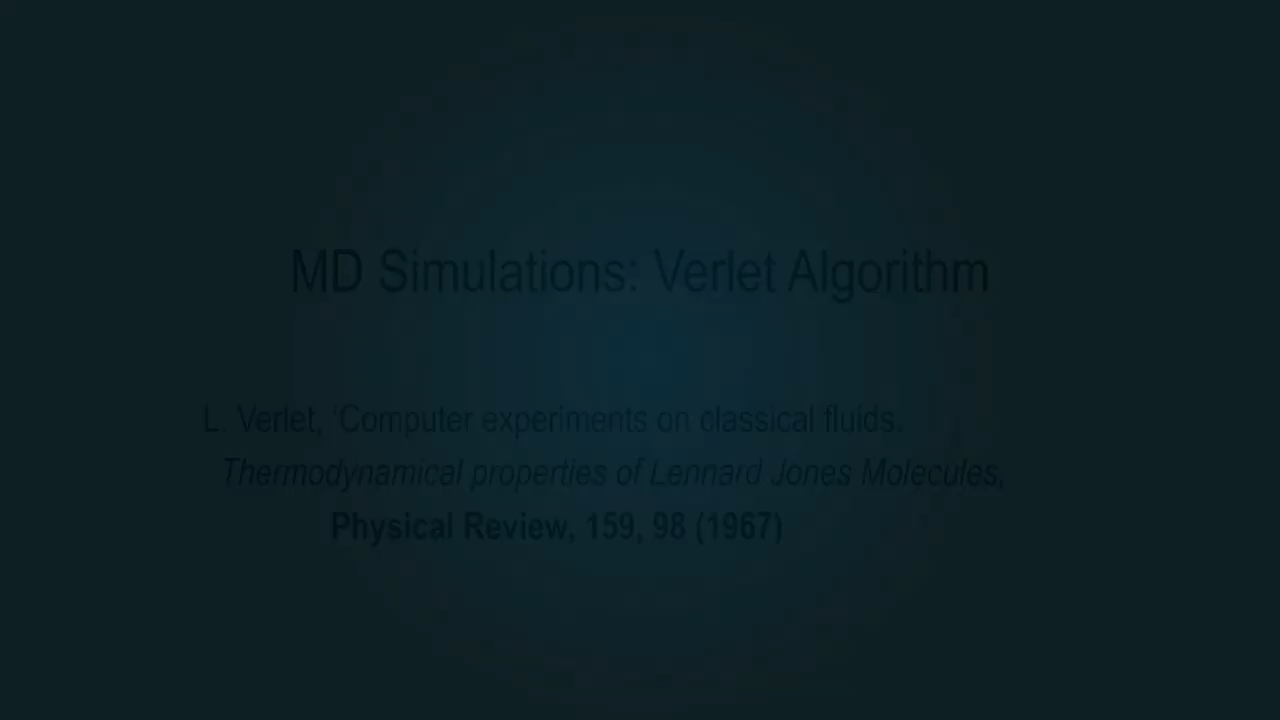 MD Simulations: Verlet Algorithm
L. Verlet, 'Computer experiments on classical fluids.
Thermodynamical properties of Lennard Jones Molecules,
Physical Review, 159, 98 (1967)